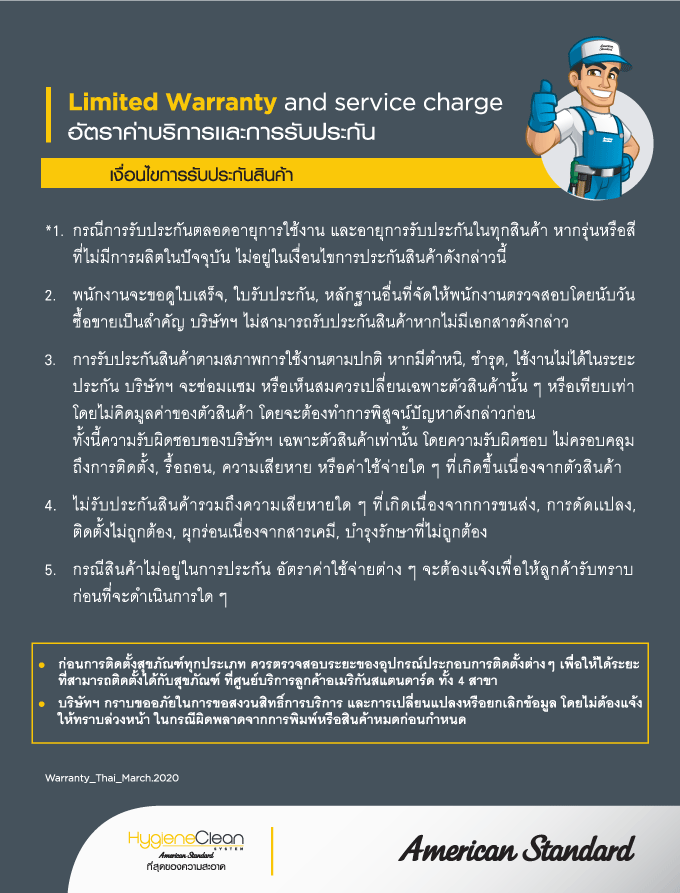 American Standard
Limited Warranty and service charge
อัตราค่าบริการและการรับประกัน
เงื่อนไขการรับประกันสินค้า
*1. กรณีการรับประกันตลอดอายุการใช้งาน และอายุการรับประกันในทุกสินค้า หากรุ่นหรือสี
ที่ไม่มีการผลิตในปัจจุบัน ไม่อยู่ในเงื่อนไขการประกันสินค้าดังกล่าวนี้
2. พนักงานจะขอดูใบเสร็จ, ใบรับประกัน, หลักฐานอื่นที่จัดให้พนักงานตรวจสอบโดยนับวัน
ซื้อขายเป็นสำคัญ บริษัทฯ ไม่สามารถรับประกันสินค้าหากไม่มีเอกสารดังกล่าว
3. การรับประกันสินค้าตามสภาพการใช้งานตามปกติ หากมีตำหนิ, ชำรุด, ใช้งานไม่ได้ในระยะ
ประกัน บริษัทฯ จะซ่อมแซม หรือเห็นสมควรเปลี่ยนเฉพาะตัวสินค้านั้น ๆ หรือเทียบเท่า
โดยไม่คิดมูลค่าของตัวสินค้า โดยจะต้องทำการพิสูจน์ปัญหาดังกล่าวก่อน
ทั้งนี้ความรับผิดชอบของบริษัทฯ เฉพาะตัวสินค้าเท่านั้น โดยความรับผิดชอบ ไม่ครอบคลุม
ถึงการติดตั้ง, รื้อถอน, ความเสียหาย หรือค่าใช้จ่ายใด ๆ ที่เกิดขึ้นเนื่องจากตัวสินค้า
4. ไม่รับประกันสินค้ารวมถึงความเสียหายใด ๆ ที่เกิดเนื่องจากการขนส่ง, การดัดแปลง,
ติดตั้งไม่ถูกต้อง, ผุกร่อนเนื่องจากสารเคมี, บำรุงรักษาที่ไม่ถูกต้อง
5. กรณีสินค้าไม่อยู่ในการประกัน อัตราค่าใช้จ่ายต่าง ๆ จะต้องแจ้งเพื่อให้ลูกค้ารับทราบ
ก่อนที่จะดำเนินการใด ๆ
• ก่อนการติดตั้งสุขภัณฑ์ทุกประเภท ควรตรวจสอบระยะของอุปกรณ์ประกอบการติดตั้งต่างๆ เพื่อให้ได้ระยะ
ที่สามารถติดตั้งได้กับสุขภัณฑ์ ที่ศูนย์บริการลูกค้าอเมริกันสแตนดาร์ด ทั้ง 4 สาขา
• บริษัทฯ กราบขออภัยในการขอสงวนสิทธิ์การบริการ และการเปลี่ยนแปลงหรือยกเลิกข้อมูล โดยไม่ต้องแจ้ง
ให้ทราบล่วงหน้า ในกรณีผิดพลาดจากการพิมพ์หรือสินค้าหมดก่อนกำหนด
Warranty_Thai_March.2020
HygieneClean
SYSTEM
American Standard
ที่สุดของความสะอาด
American Standard